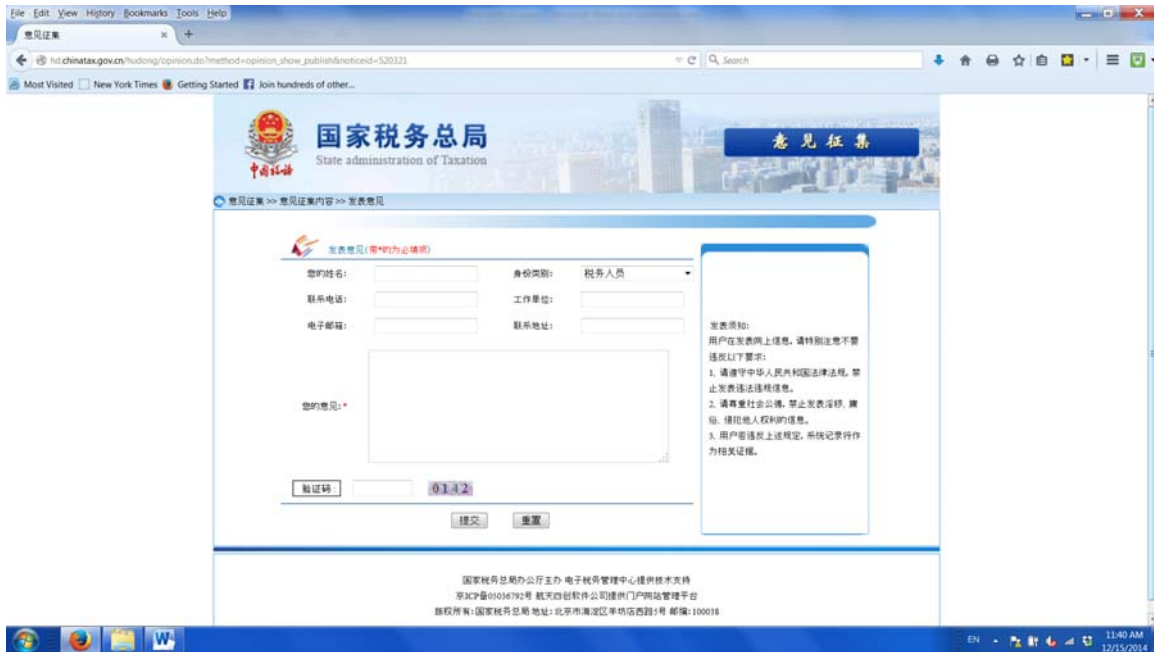 File Edit View History Bookmarks Tools Help
意见征集 × +
hd.chinatax.gov.cn/hudong/opinion.do?method=opinion_show_publish&noticeid=520321
Search
Most Visited New York Times Getting Started Join hundreds of other...
国家税务总局
State administration of Taxation
中国税务
意见征集
意见征集 >> 意见征集内容 >> 发表意见
发表意见(带*的为必填项)
您的姓名: 身份类别: 税务人员
联系电话: 工作单位:
电子邮箱: 联系地址:
您的意见:*
验证码: 0142
提交 重置
发表须知:
用户在发表网上信息, 请特别注意不要
违反以下要求:
1. 请遵守中华人民共和国法律法规, 禁
止发表违法违规信息。
2. 请尊重社会公德, 禁止发表淫秽, 庸
俗、侵犯他人权利的信息。
3. 用户若违反上述规定, 系统记录将作
为相关证据。
国家税务总局办公厅主办 电子税务管理中心提供技术支持
京ICP备05036792号 航天四创软件公司提供门户网站管理平台
版权所有:国家税务总局 地址:北京市海淀区羊坊店西路5号 邮编:100038
EN
11:40 AM
12/15/2014